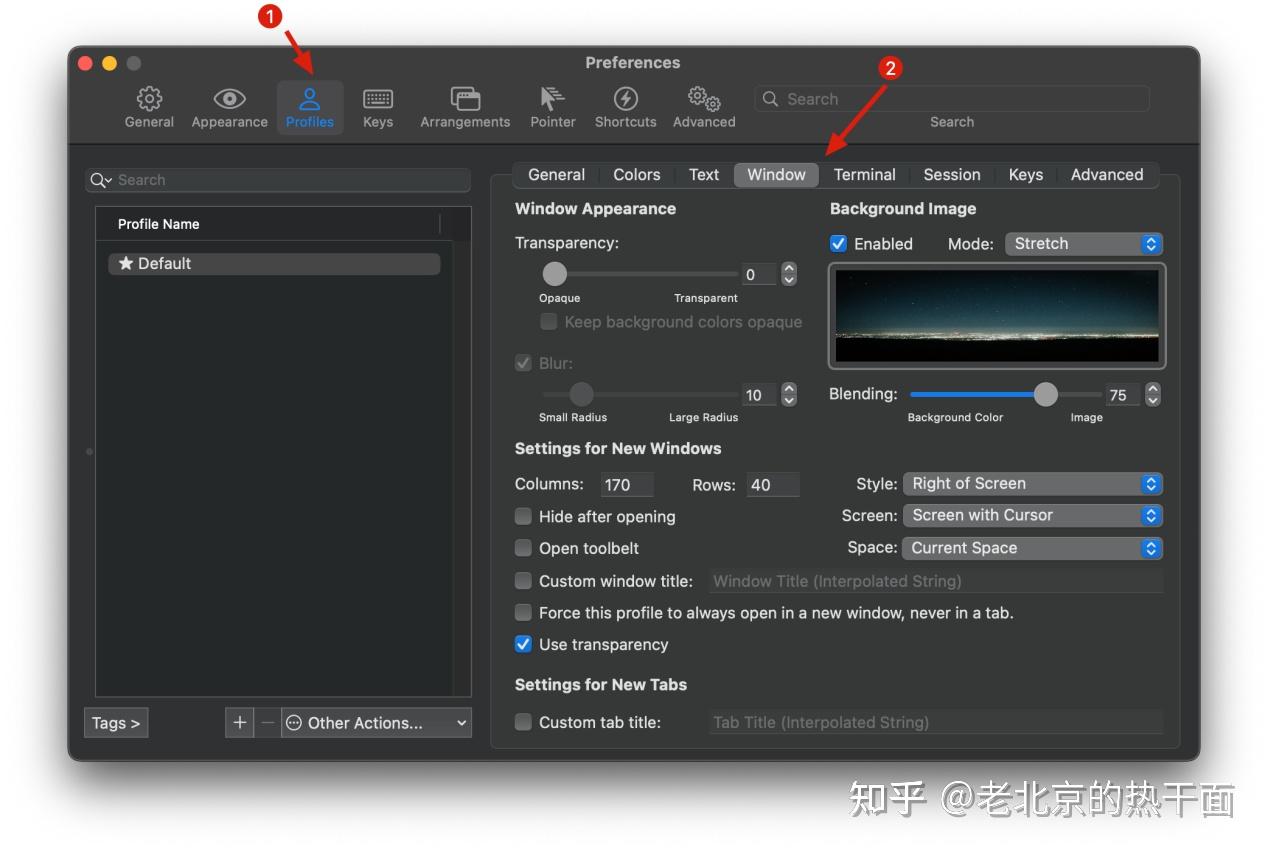 1
2
Preferences
General Appearance Profiles Keys Arrangements Pointer Shortcuts Advanced Search
Search
Search
General Colors Text Window Terminal Session Keys Advanced
Profile Name
★ Default
Window Appearance Background Image
Transparency: Enabled Mode: Stretch
0
Opaque Transparent
Keep background colors opaque
Blur:
10 Blending: 75
Small Radius Large Radius Background Color Image
Settings for New Windows
Columns: 170 Rows: 40 Style: Right of Screen
Hide after opening Screen: Screen with Cursor
Open toolbelt Space: Current Space
Custom window title: Window Title (Interpolated String)
Force this profile to always open in a new window, never in a tab.
Use transparency
Settings for New Tabs
Custom tab title: Tab Title (Interpolated String)
Tags > + − Other Actions...
知乎 @老北京的热干面